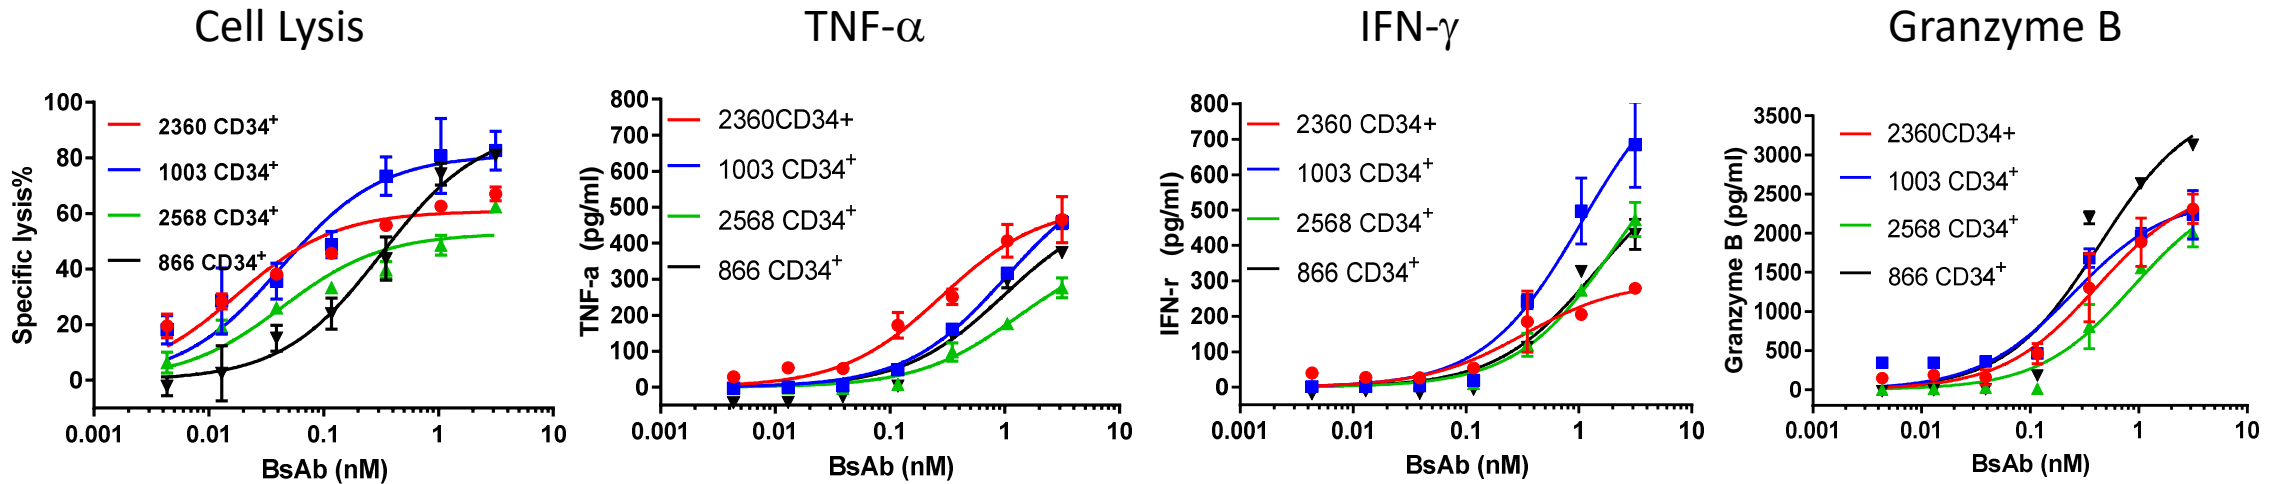 Cell Lysis
TNF-α
IFN-γ
Granzyme B
Specific lysis%
100
80
60
40
20
0
2360 CD34+
1003 CD34+
2568 CD34+
866 CD34+
0.001
0.01
0.1
1
10
BsAb (nM)
TNF-a (pg/ml)
800
700
600
500
400
300
200
100
0
2360CD34+
1003 CD34+
2568 CD34+
866 CD34+
0.001
0.01
0.1
1
10
BsAb (nM)
IFN-r (pg/ml)
800
700
600
500
400
300
200
100
0
2360 CD34+
1003 CD34+
2568 CD34+
866 CD34+
0.001
0.01
0.1
1
10
BsAb (nM)
Granzyme B (pg/ml)
3500
3000
2500
2000
1500
1000
500
0
2360CD34+
1003 CD34+
2568 CD34+
866 CD34+
0.001
0.01
0.1
1
10
BsAb (nM)